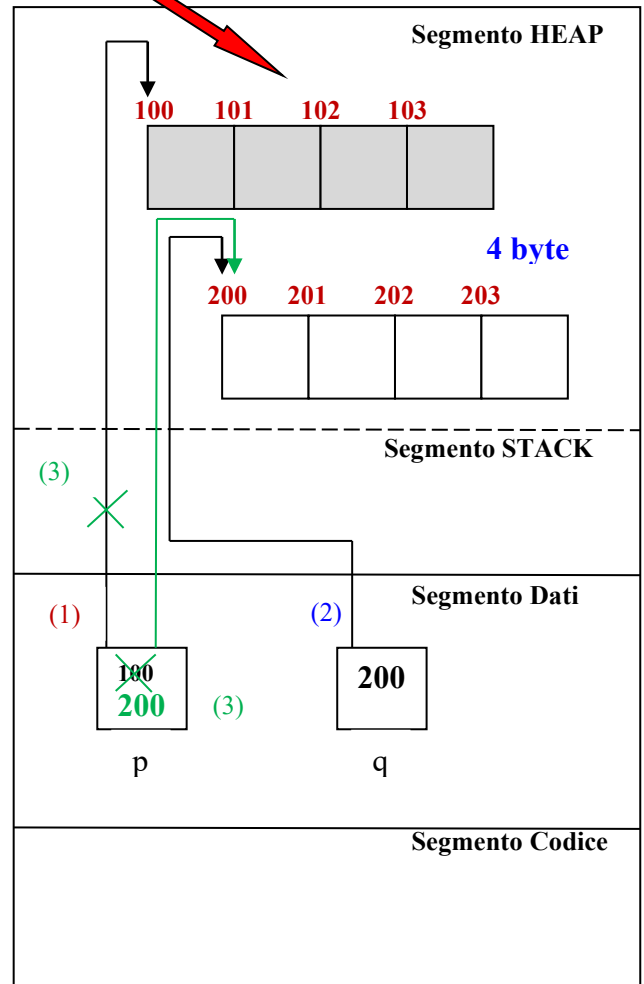 Segmento HEAP
100 101 102 103
4 byte
200 201 202 203
Segmento STACK
(3)
Segmento Dati
(1) (2)
100 200
200 (3)
p q
Segmento Codice